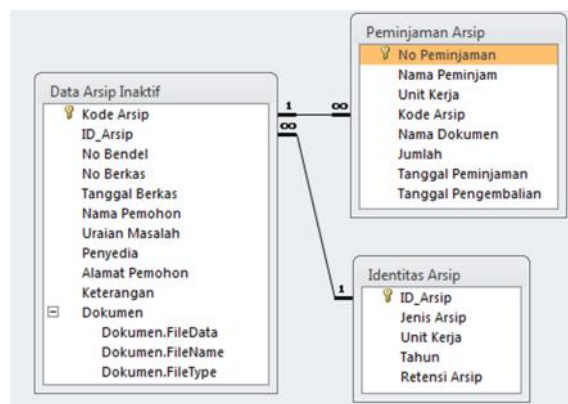 Data Arsip Inaktif
Kode Arsip
ID_Arsip
No Bendel
No Berkas
Tanggal Berkas
Nama Pemohon
Uraian Masalah
Penyedia
Alamat Pemohon
Keterangan
Dokumen
Dokumen.FileData
Dokumen.FileName
Dokumen.FileType
1
∞
∞
1
Peminjaman Arsip
No Peminjaman
Nama Peminjam
Unit Kerja
Kode Arsip
Nama Dokumen
Jumlah
Tanggal Peminjaman
Tanggal Pengembalian
Identitas Arsip
ID_Arsip
Jenis Arsip
Unit Kerja
Tahun
Retensi Arsip